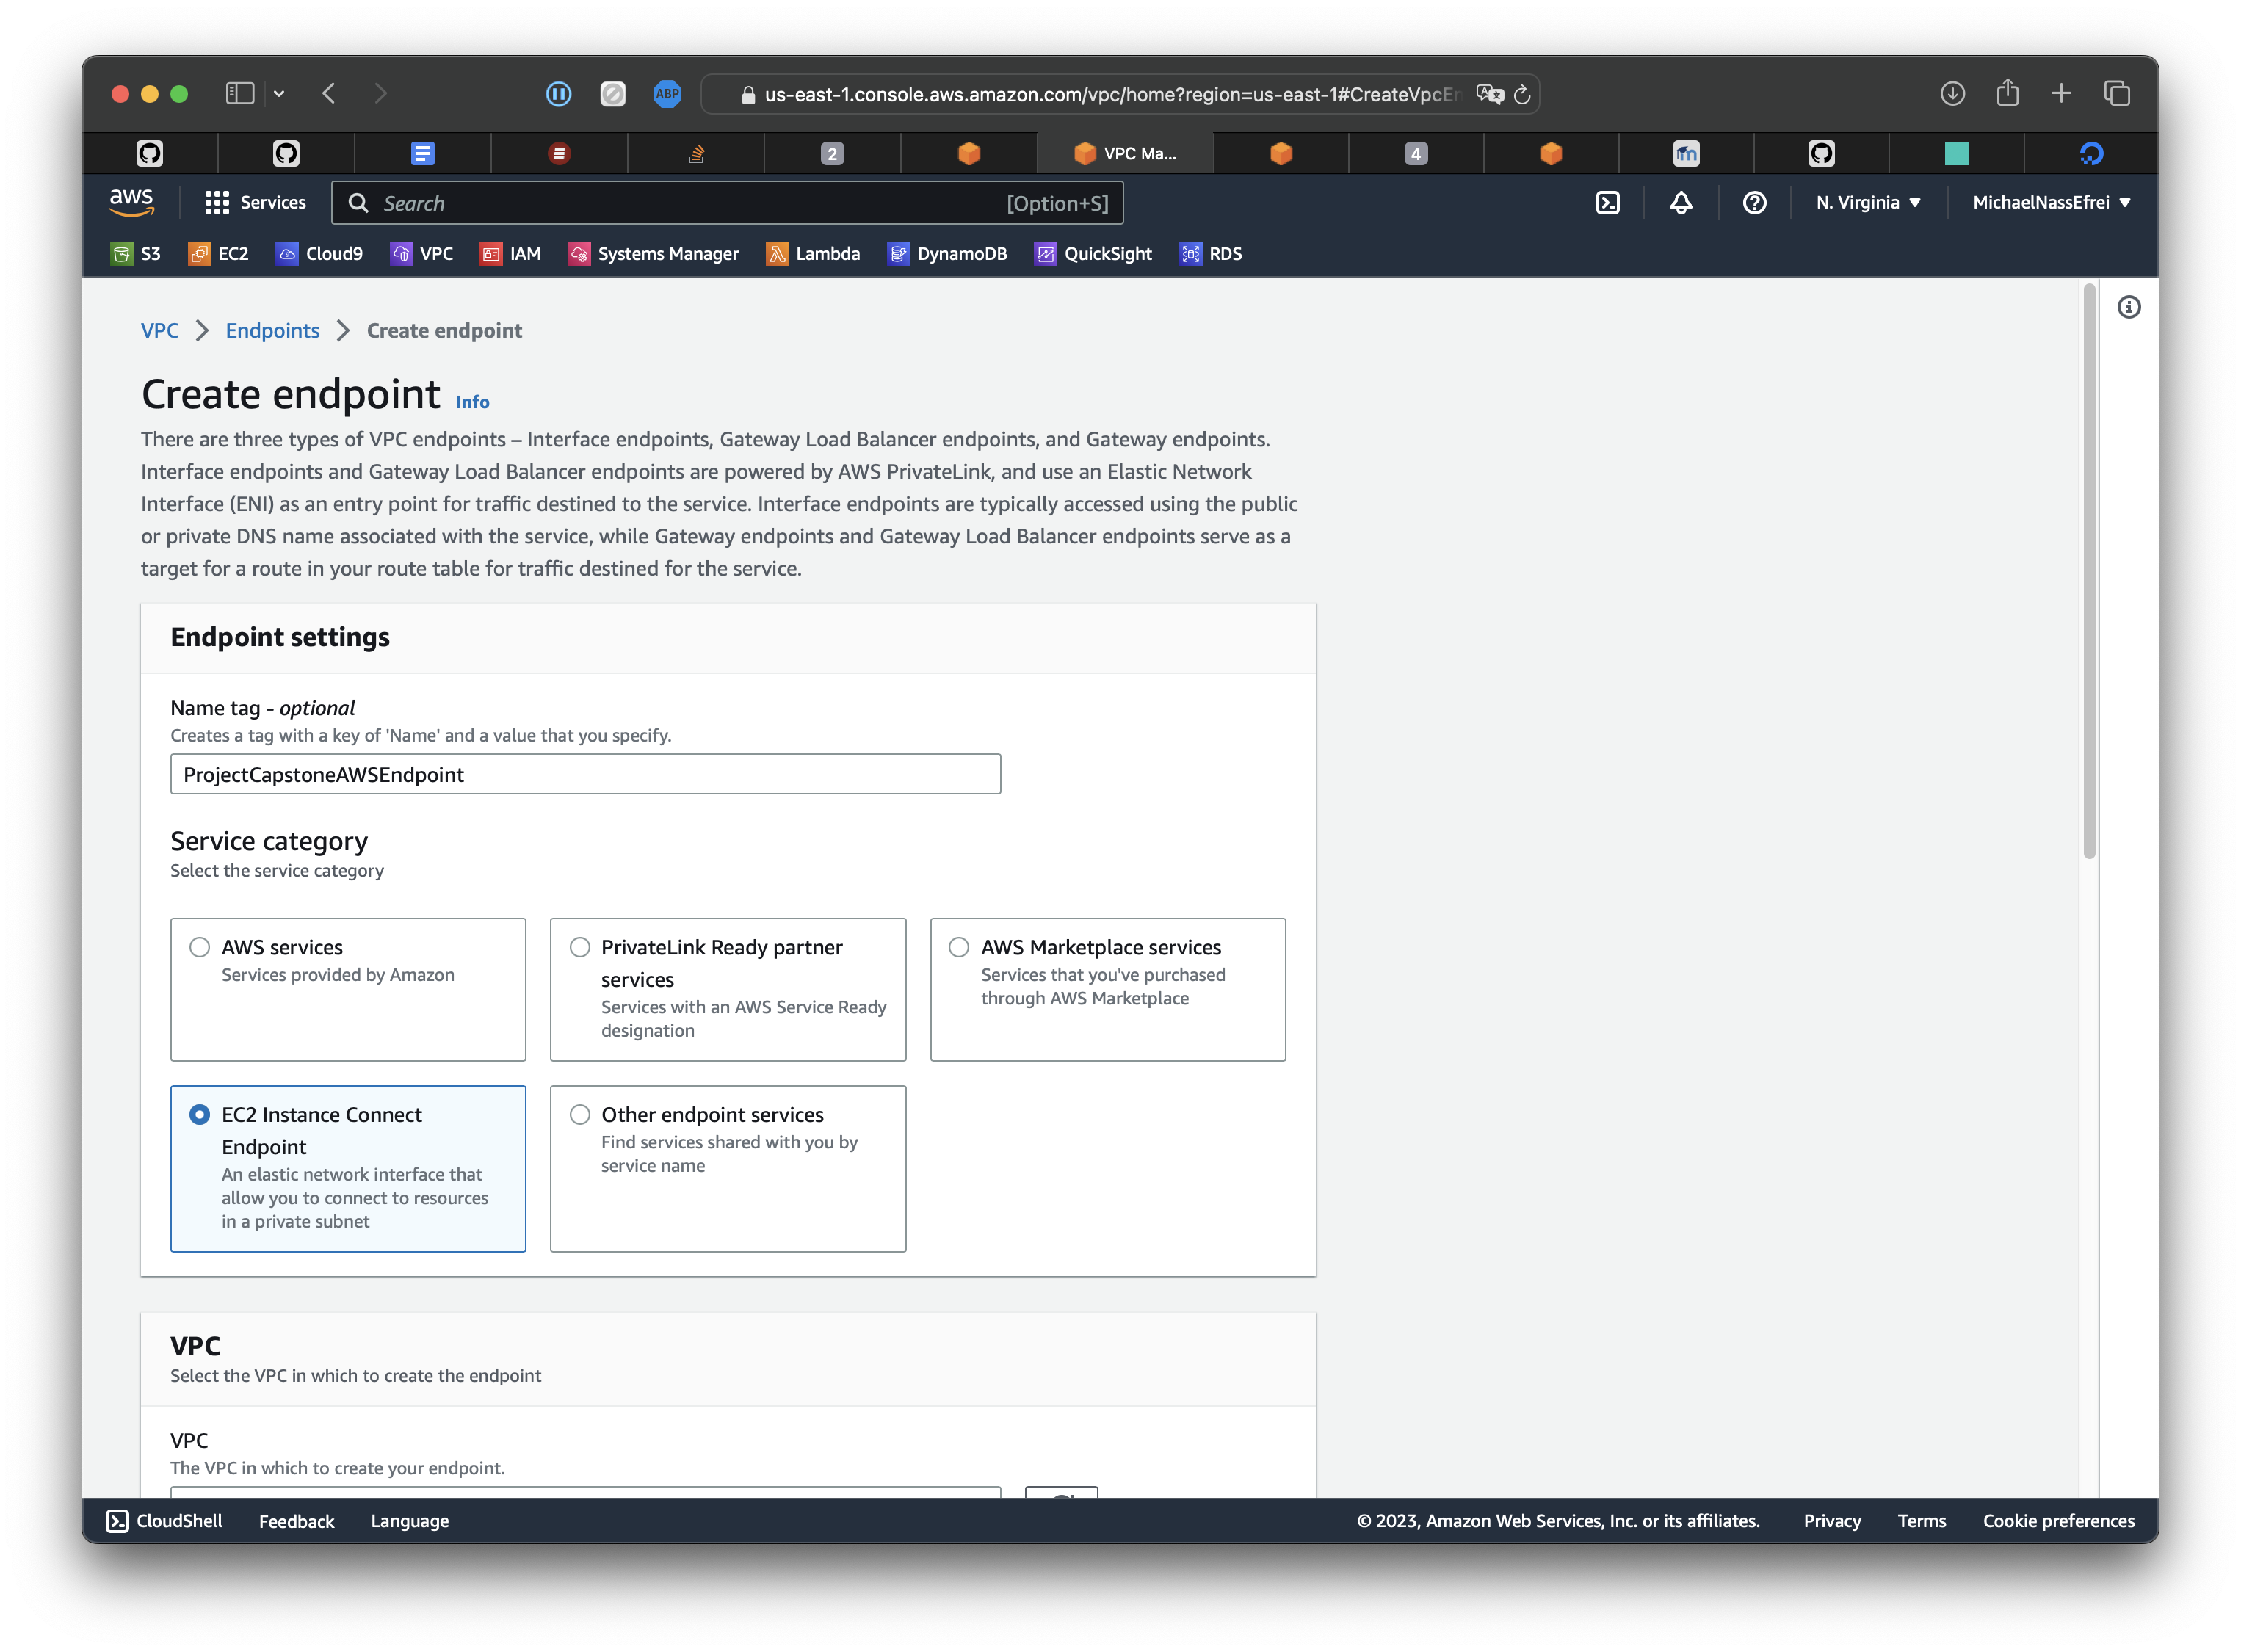 ABP
us-east-1.console.aws.amazon.com/vpc/home?region=us-east-1#CreateVpcEn
2
VPC Ma...
4
aws
Services
Search
[Option+S]
N. Virginia
MichaelNassEfrei
S3
EC2
Cloud9
VPC
IAM
Systems Manager
Lambda
DynamoDB
QuickSight
RDS
VPC
Endpoints
Create endpoint
Create endpoint Info
There are three types of VPC endpoints – Interface endpoints, Gateway Load Balancer endpoints, and Gateway endpoints.
Interface endpoints and Gateway Load Balancer endpoints are powered by AWS PrivateLink, and use an Elastic Network
Interface (ENI) as an entry point for traffic destined to the service. Interface endpoints are typically accessed using the public
or private DNS name associated with the service, while Gateway endpoints and Gateway Load Balancer endpoints serve as a
target for a route in your route table for traffic destined for the service.
Endpoint settings
Name tag - optional
Creates a tag with a key of 'Name' and a value that you specify.
ProjectCapstoneAWSEndpoint
Service category
Select the service category
AWS services
Services provided by Amazon
PrivateLink Ready partner
services
Services with an AWS Service Ready
designation
AWS Marketplace services
Services that you've purchased
through AWS Marketplace
EC2 Instance Connect
Endpoint
An elastic network interface that
allow you to connect to resources
in a private subnet
Other endpoint services
Find services shared with you by
service name
VPC
Select the VPC in which to create the endpoint
VPC
The VPC in which to create your endpoint.
CloudShell
Feedback
Language
© 2023, Amazon Web Services, Inc. or its affiliates.
Privacy
Terms
Cookie preferences